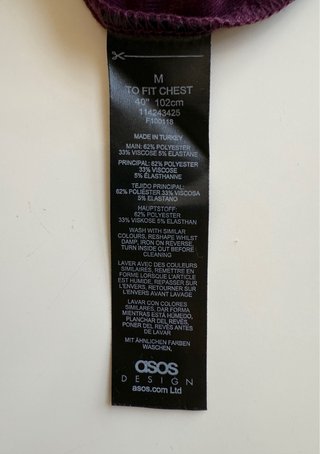 M
TO FIT CHEST
40" 102cm
114243425
F100118
MADE IN TURKEY
MAIN: 62% POLYESTER
33% VISCOSE 5% ELASTANE
PRINCIPAL: 62% POLYESTER
33% VISCOSE
5% ELASTHANNE
TEJIDO PRINCIPAL:
62% POLIÉSTER 33% VISCOSA
5% ELASTANO
HAUPTSTOFF:
62% POLYESTER
33% VISKOSE 5% ELASTHAN
WASH WITH SIMILAR
COLOURS, RESHAPE WHILST
DAMP, IRON ON REVERSE,
TURN INSIDE OUT BEFORE
CLEANING
LAVER AVEC DES COULEURS
SIMILAIRES, REMETTRE EN
FORME LORSQUE L'ARTICLE
EST HUMIDE, REPASSER SUR
L'ENVERS, RETOURNER SUR
L'ENVERS AVANT LAVAGE
LAVAR CON COLORES
SIMILARES, DAR FORMA
MIENTRAS ESTÁ HÚMEDO,
PLANCHAR DEL REVÉS,
PONER DEL REVÉS ANTES
DE LAVAR
MIT ÄHNLICHEN FARBEN
WASCHEN,
asos
DESIGN
asos.com Ltd